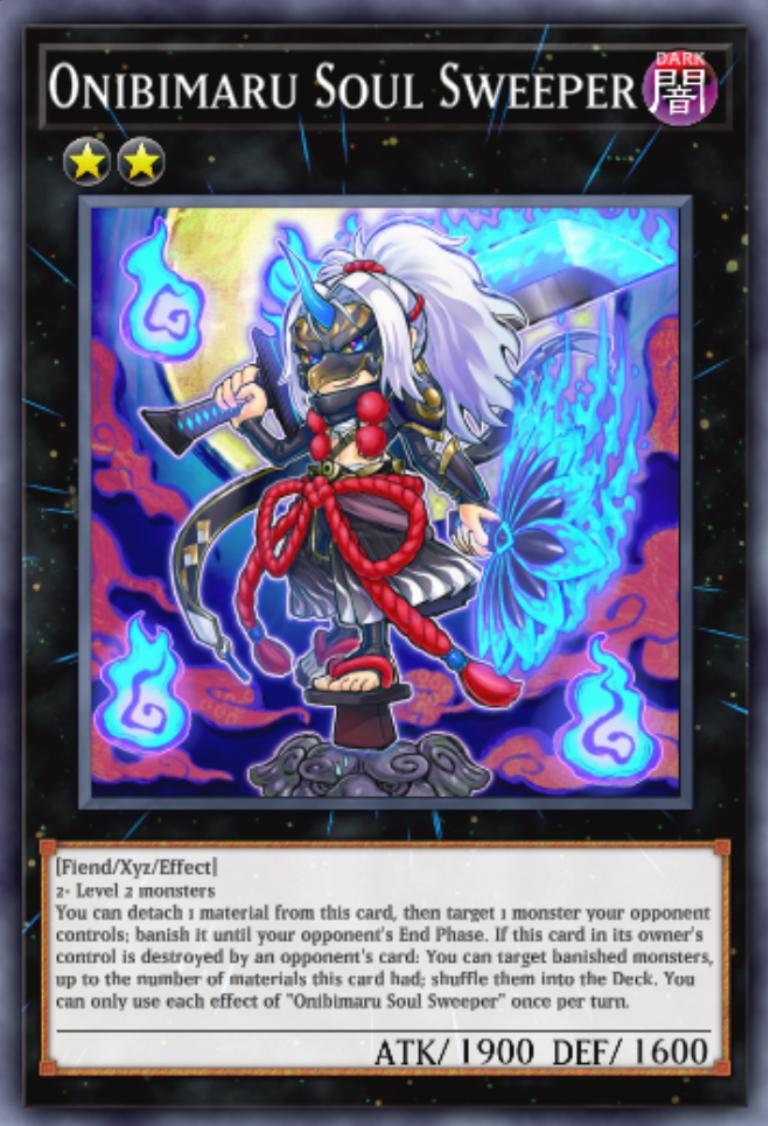 Onibimaru Soul Sweeper
DARK
闇
[Fiend/Xyz/Effect]
2+ Level 2 monsters
You can detach 1 material from this card, then target 1 monster your opponent
controls; banish it until your opponent's End Phase. If this card in its owner's
control is destroyed by an opponent's card: You can target banished monsters,
up to the number of materials this card had; shuffle them into the Deck. You
can only use each effect of "Onibimaru Soul Sweeper" once per turn.
ATK/ 1900 DEF/ 1600